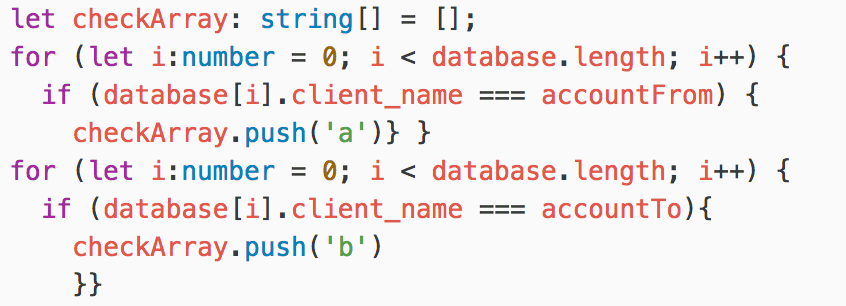 let checkArray: string[] = [];
for (let i:number = 0; i < database.length; i++) {
  if (database[i].client_name === accountFrom) {
    checkArray.push('a')} }
for (let i:number = 0; i < database.length; i++) {
  if (database[i].client_name === accountTo){
    checkArray.push('b')
    }}